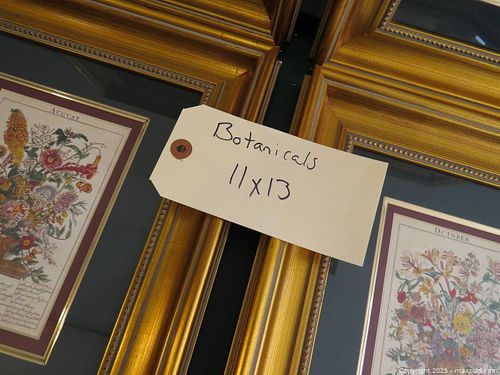 AUGUST
Botanicals
11x13
OCTOBER
Copyright 2025 - maxsold.com